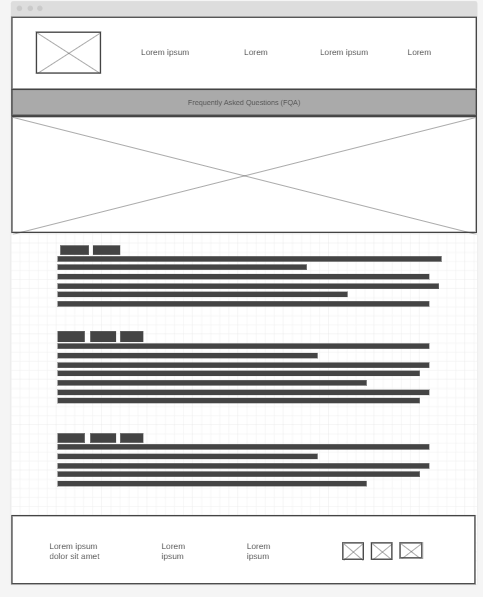 Lorem ipsum Lorem Lorem ipsum Lorem
Frequently Asked Questions (FQA)
Lorem ipsum Lorem Lorem
dolor sit amet ipsum ipsum